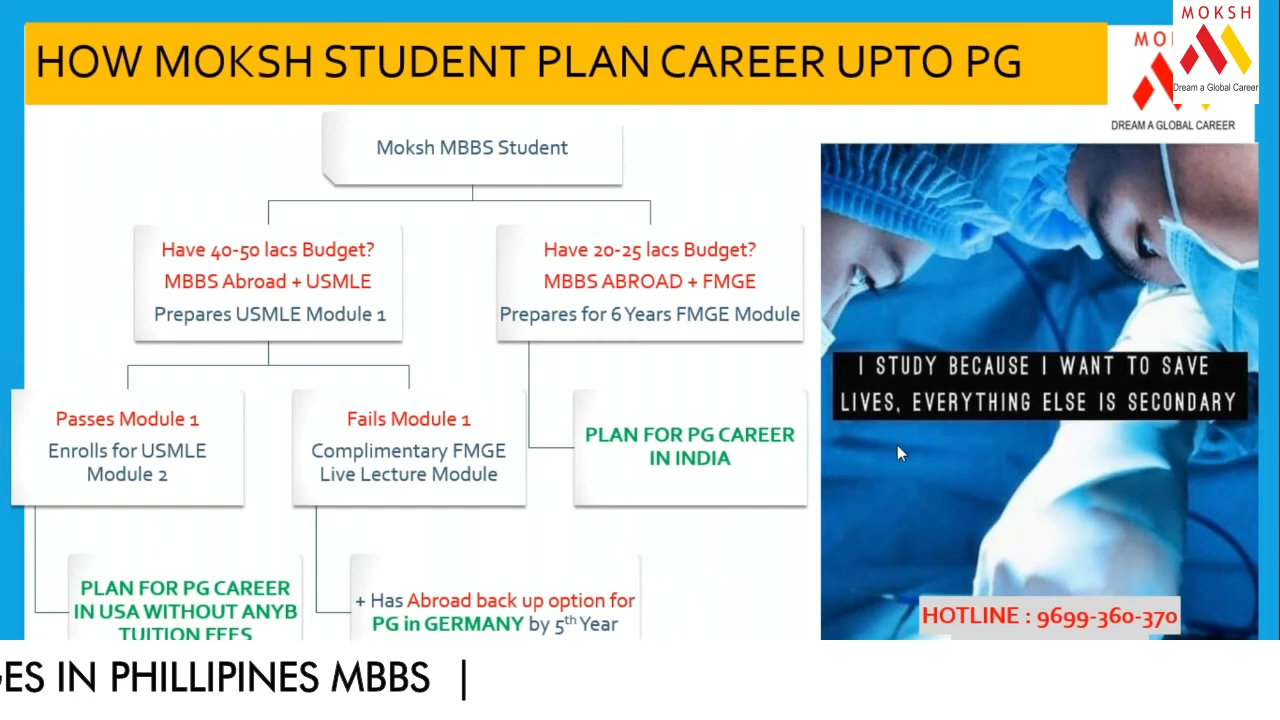 HOW MOKSH STUDENT PLAN CAREER UPTO PG
MOKSH
Dream a Global Career
DREAM A GLOBAL CAREER
Moksh MBBS Student
Have 40-50 lacs Budget?
MBBS Abroad + USMLE
Prepares USMLE Module 1
Have 20-25 lacs Budget?
MBBS ABROAD + FMGE
Prepares for 6 Years FMGE Module
Passes Module 1
Enrolls for USMLE
Module 2
Fails Module 1
Complimentary FMGE
Live Lecture Module
PLAN FOR PG CAREER
IN INDIA
PLAN FOR PG CAREER
IN USA WITHOUT ANYB
TUITION FEES
+ Has Abroad back up option for
PG in GERMANY by 5th Year
I STUDY BECAUSE I WANT TO SAVE
LIVES, EVERYTHING ELSE IS SECONDARY
HOTLINE : 9699-360-370
IN PHILLIPINES MBBS |